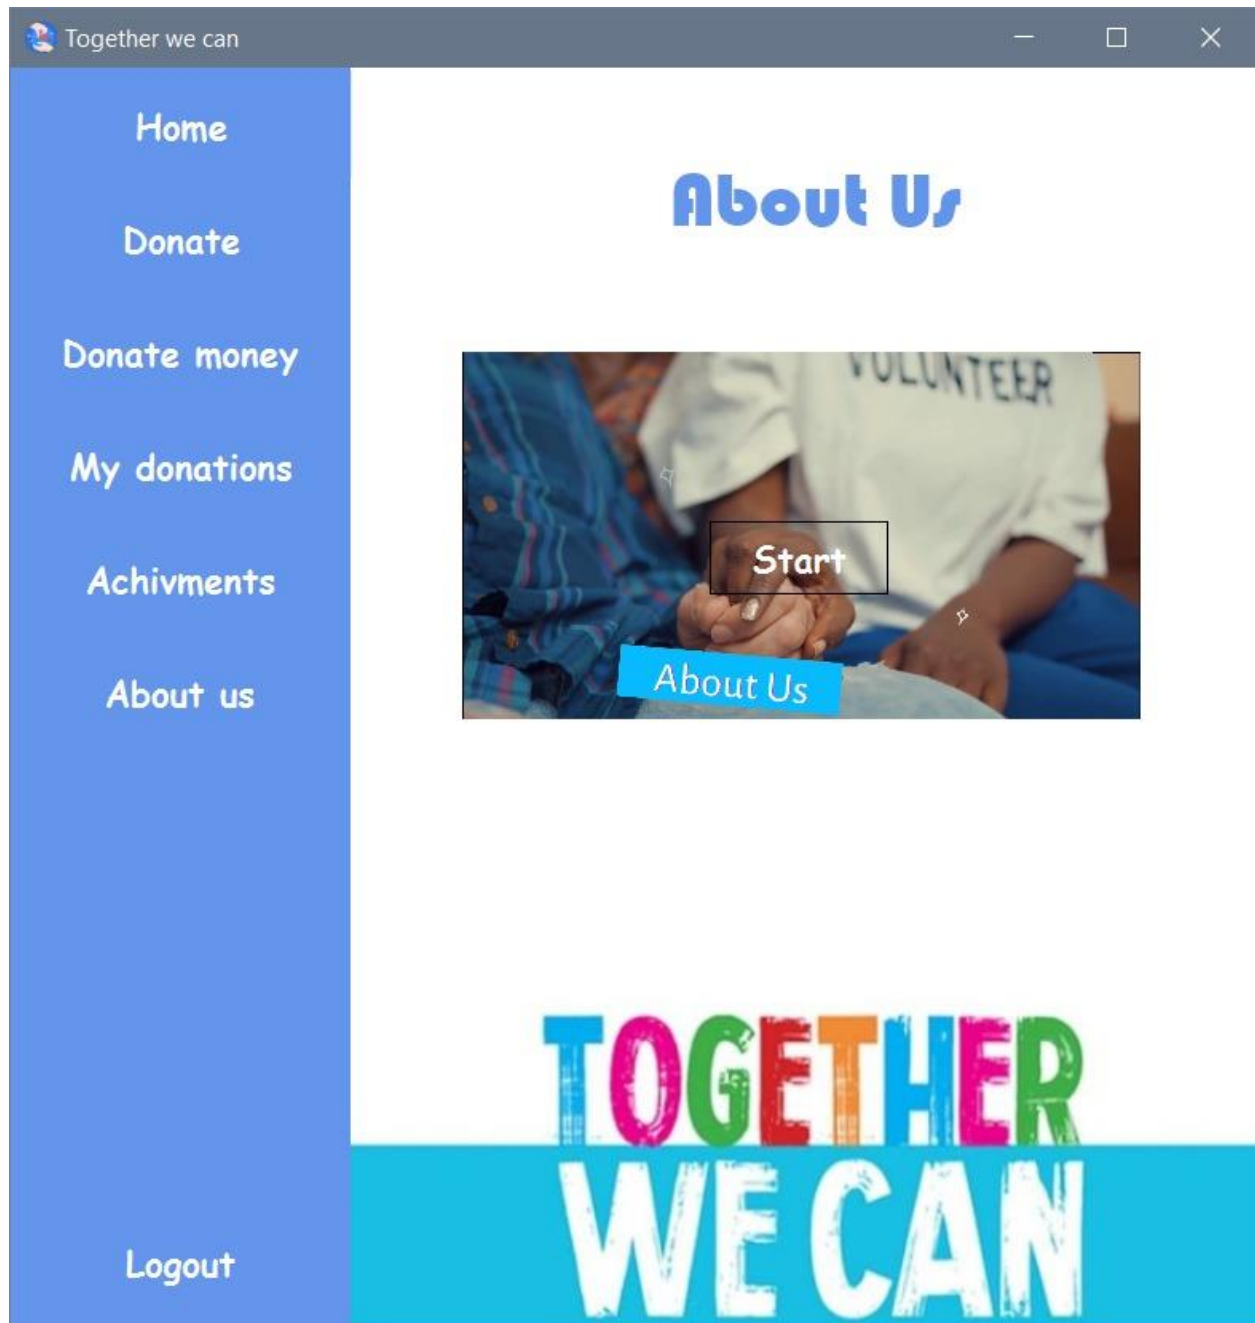 Together we can
Home
Donate
Donate money
My donations
Achivments
About us
Logout
About Us
VOLUNTEER
Start
About Us
TOGETHER
WE CAN